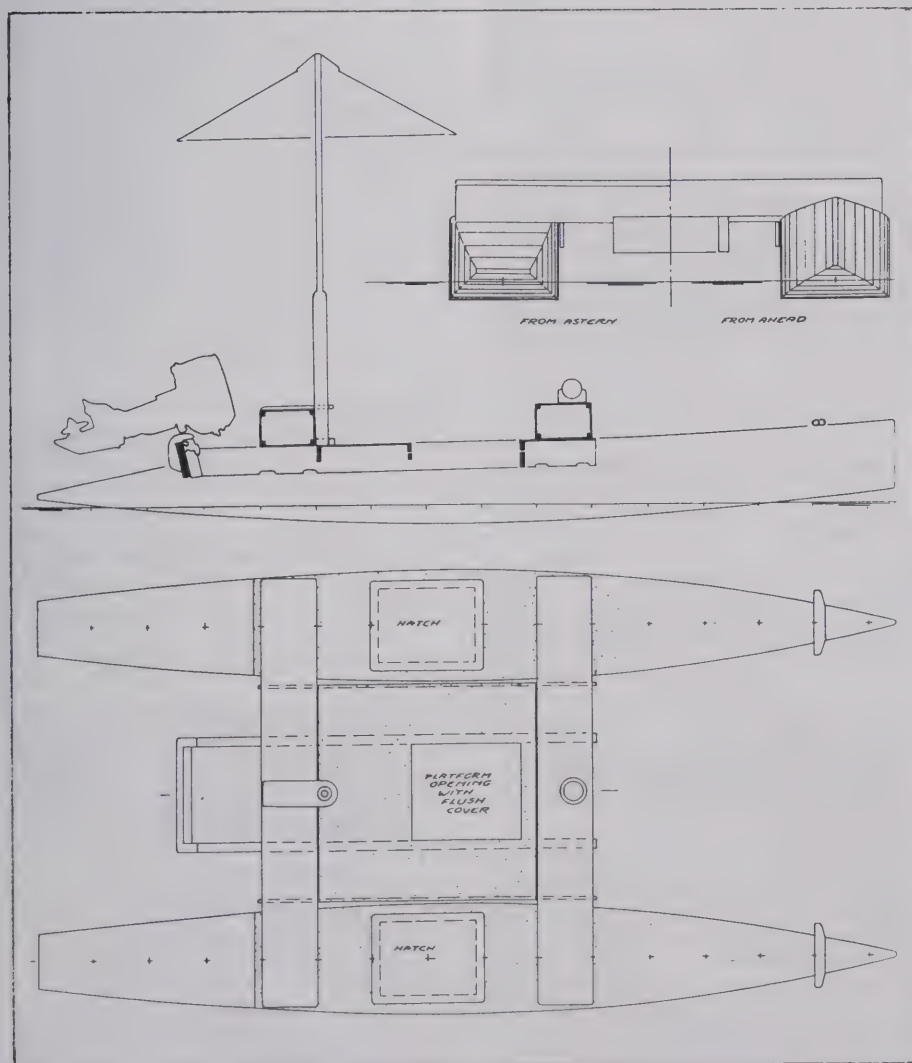 FROM ASTERN
FROM AHEAD
HATCH
PLATFORM
OPENING
WITH
FLUSH
COVER
HATCH